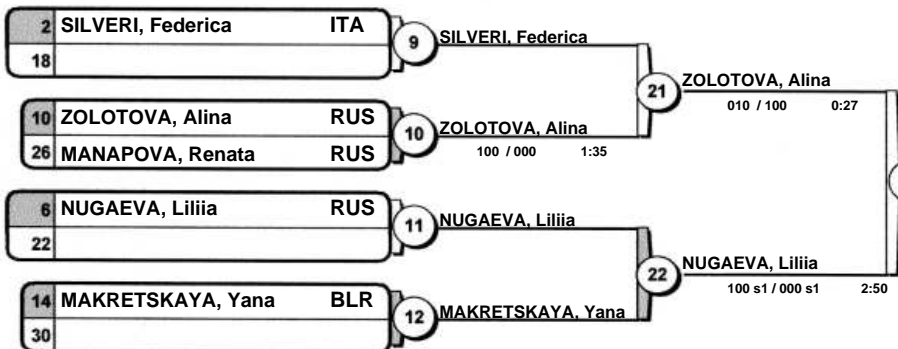 2 SILVERI, Federica ITA
18
9 SILVERI, Federica
10 ZOLOTOVA, Alina RUS
26 MANAPOVA, Renata RUS
10 ZOLOTOVA, Alina
100 / 000 1:35
21 ZOLOTOVA, Alina
010 / 100 0:27
6 NUGAEVA, Liliia RUS
22
11 NUGAEVA, Liliia
14 MAKRETSKAYA, Yana BLR
30
12 MAKRETSKAYA, Yana
22 NUGAEVA, Liliia
100 s1 / 000 s1 2:50